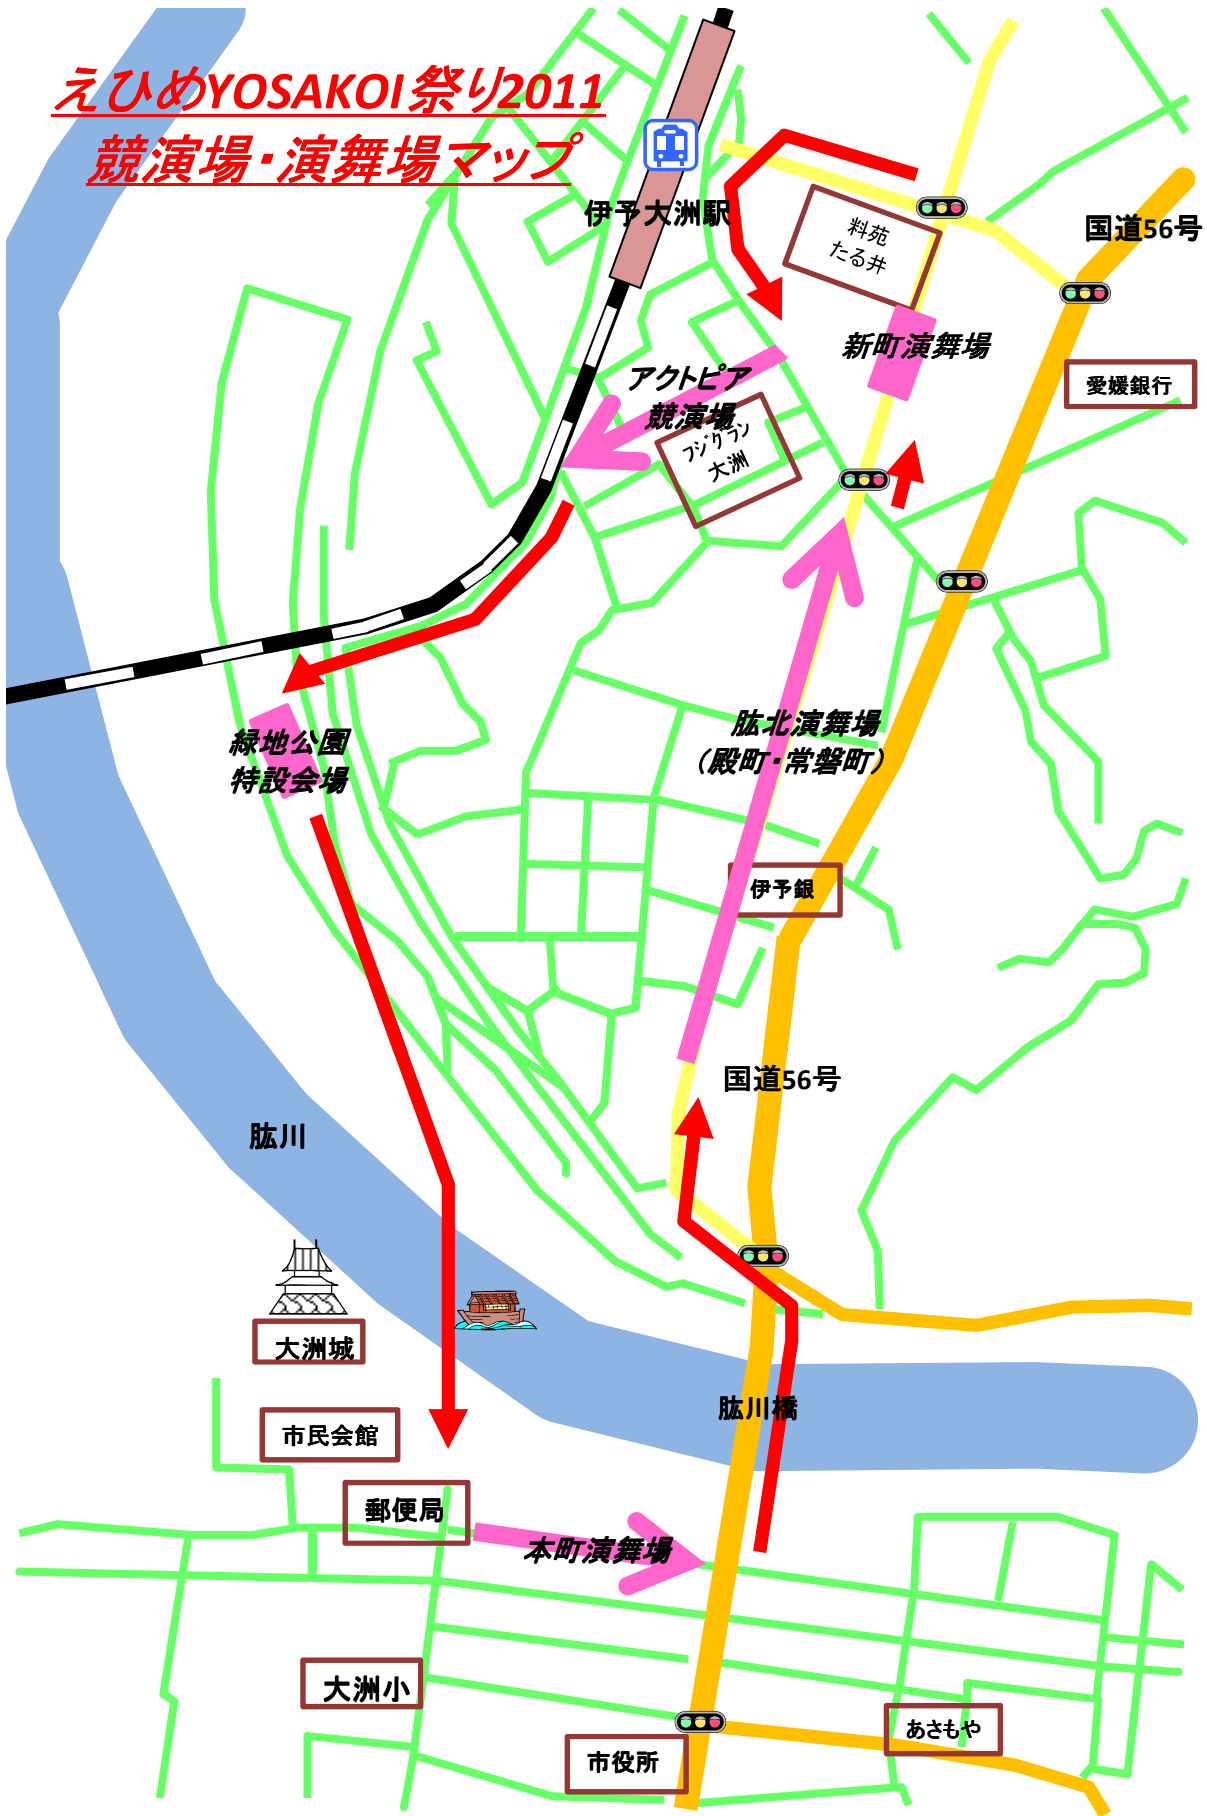 えひめYOSAKOI祭り2011
競演場・演舞場マップ
伊予大洲駅
料苑
たる井
国道56号
新町演舞場
愛媛銀行
アクトピア
競演場
フジグラン
大洲
肱北演舞場
（殿町・常磐町）
緑地公園
特設会場
伊予銀
国道56号
肱川
大洲城
肱川橋
市民会館
郵便局
本町演舞場
大洲小
あさもや
市役所